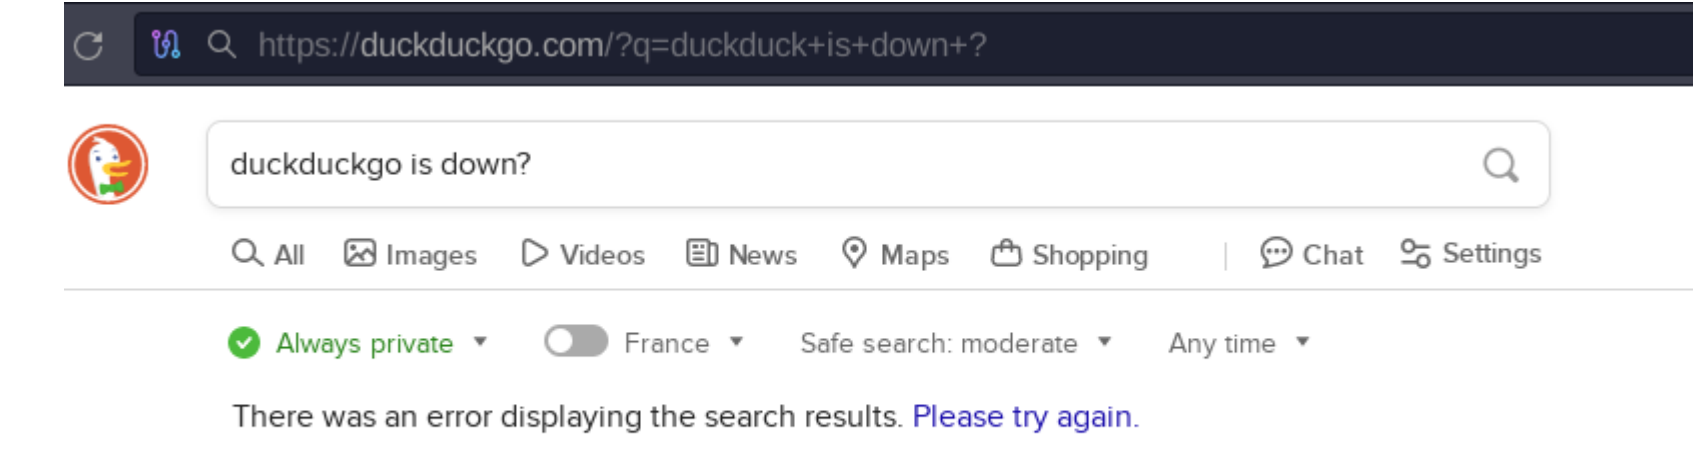 https://duckduckgo.com/?q=duckduck+is+down+?
duckduckgo is down?
All Images Videos News Maps Shopping Chat Settings
Always private France Safe search: moderate Any time
There was an error displaying the search results. Please try again.